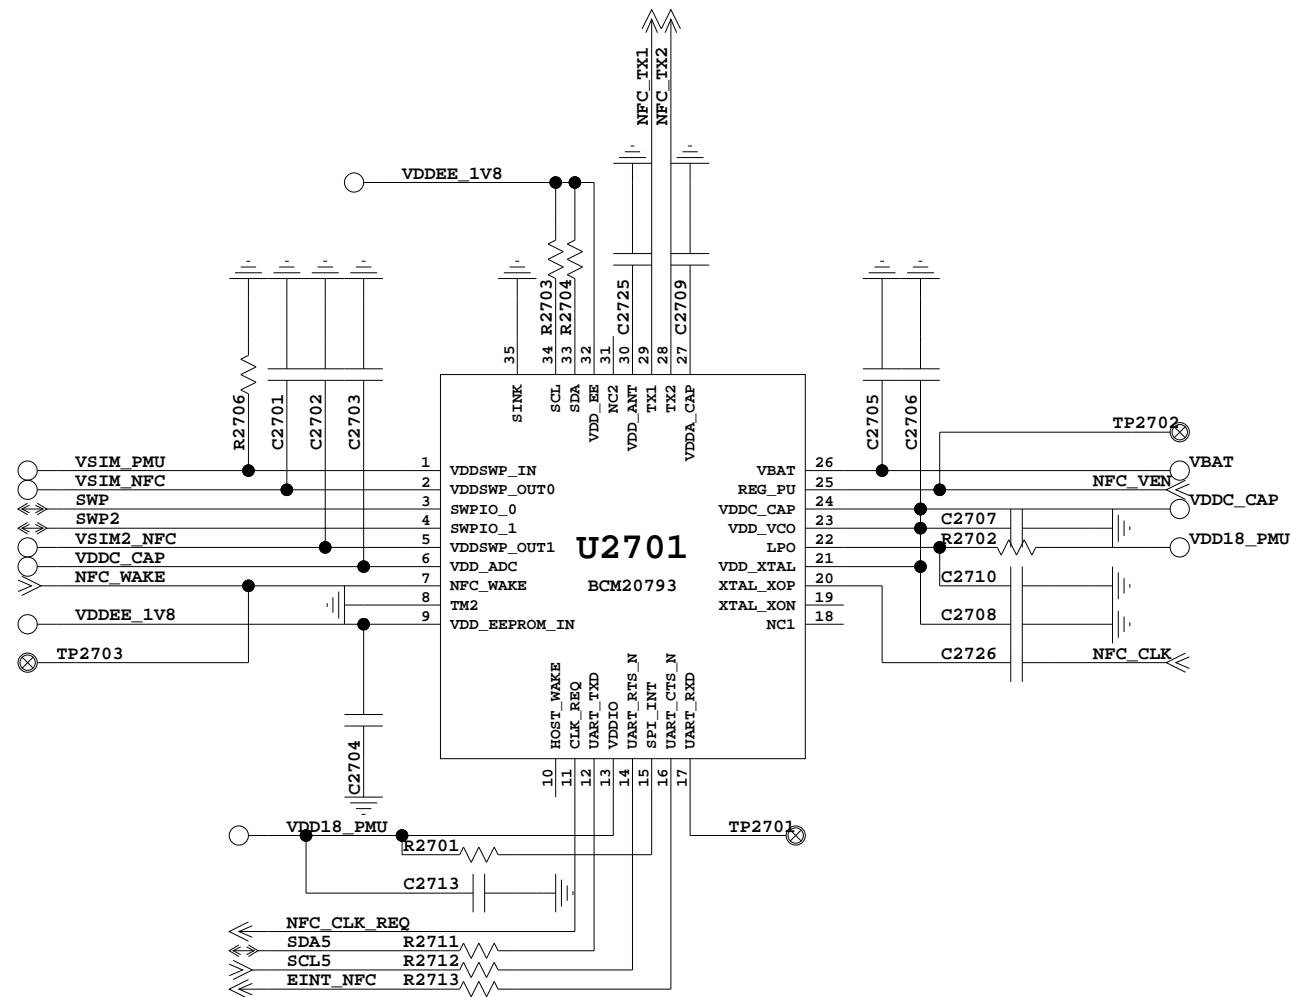 NFC_TX1
NFC_TX2
VDDEE_1V8
R2703
R2704
C2725
C2709
R2706
C2701
C2702
C2703
C2705
C2706
35
34
33
32
31
30
29
28
27
SINK
SCL
SDA
VDD_EE
NC2
VDD_ANT
TX1
TX2
VDDA_CAP
TP2702
VSIM_PMU 1 VDDSWP_IN VBAT 26 VBAT
VSIM_NFC 2 VDDSWP_OUT0 REG_PU 25 NFC_VEN
SWP 3 SWPIO_0 VDDC_CAP 24 VDDC_CAP
SWP2 4 SWPIO_1 VDD_VCO 23 C2707
VSIM2_NFC 5 VDDSWP_OUT1 LPO 22 R2702 VDD18_PMU
U2701
VDDC_CAP 6 VDD_ADC VDD_XTAL 21
NFC_WAKE 7 NFC_WAKE BCM20793 XTAL_XOP 20 C2710
8 TM2 XTAL_XON 19
VDDEE_1V8 9 VDD_EEPROM_IN NC1 18 C2708
TP2703
C2726 NFC_CLK
HOST_WAKE
CLK_REQ
UART_TXD
VDDIO
UART_RTS_N
SPI_INT
UART_CTS_N
UART_RXD
C2704
10
11
12
13
14
15
16
17
VDD18_PMU
TP2701
R2701
C2713
NFC_CLK_REQ
SDA5 R2711
SCL5 R2712
EINT_NFC R2713